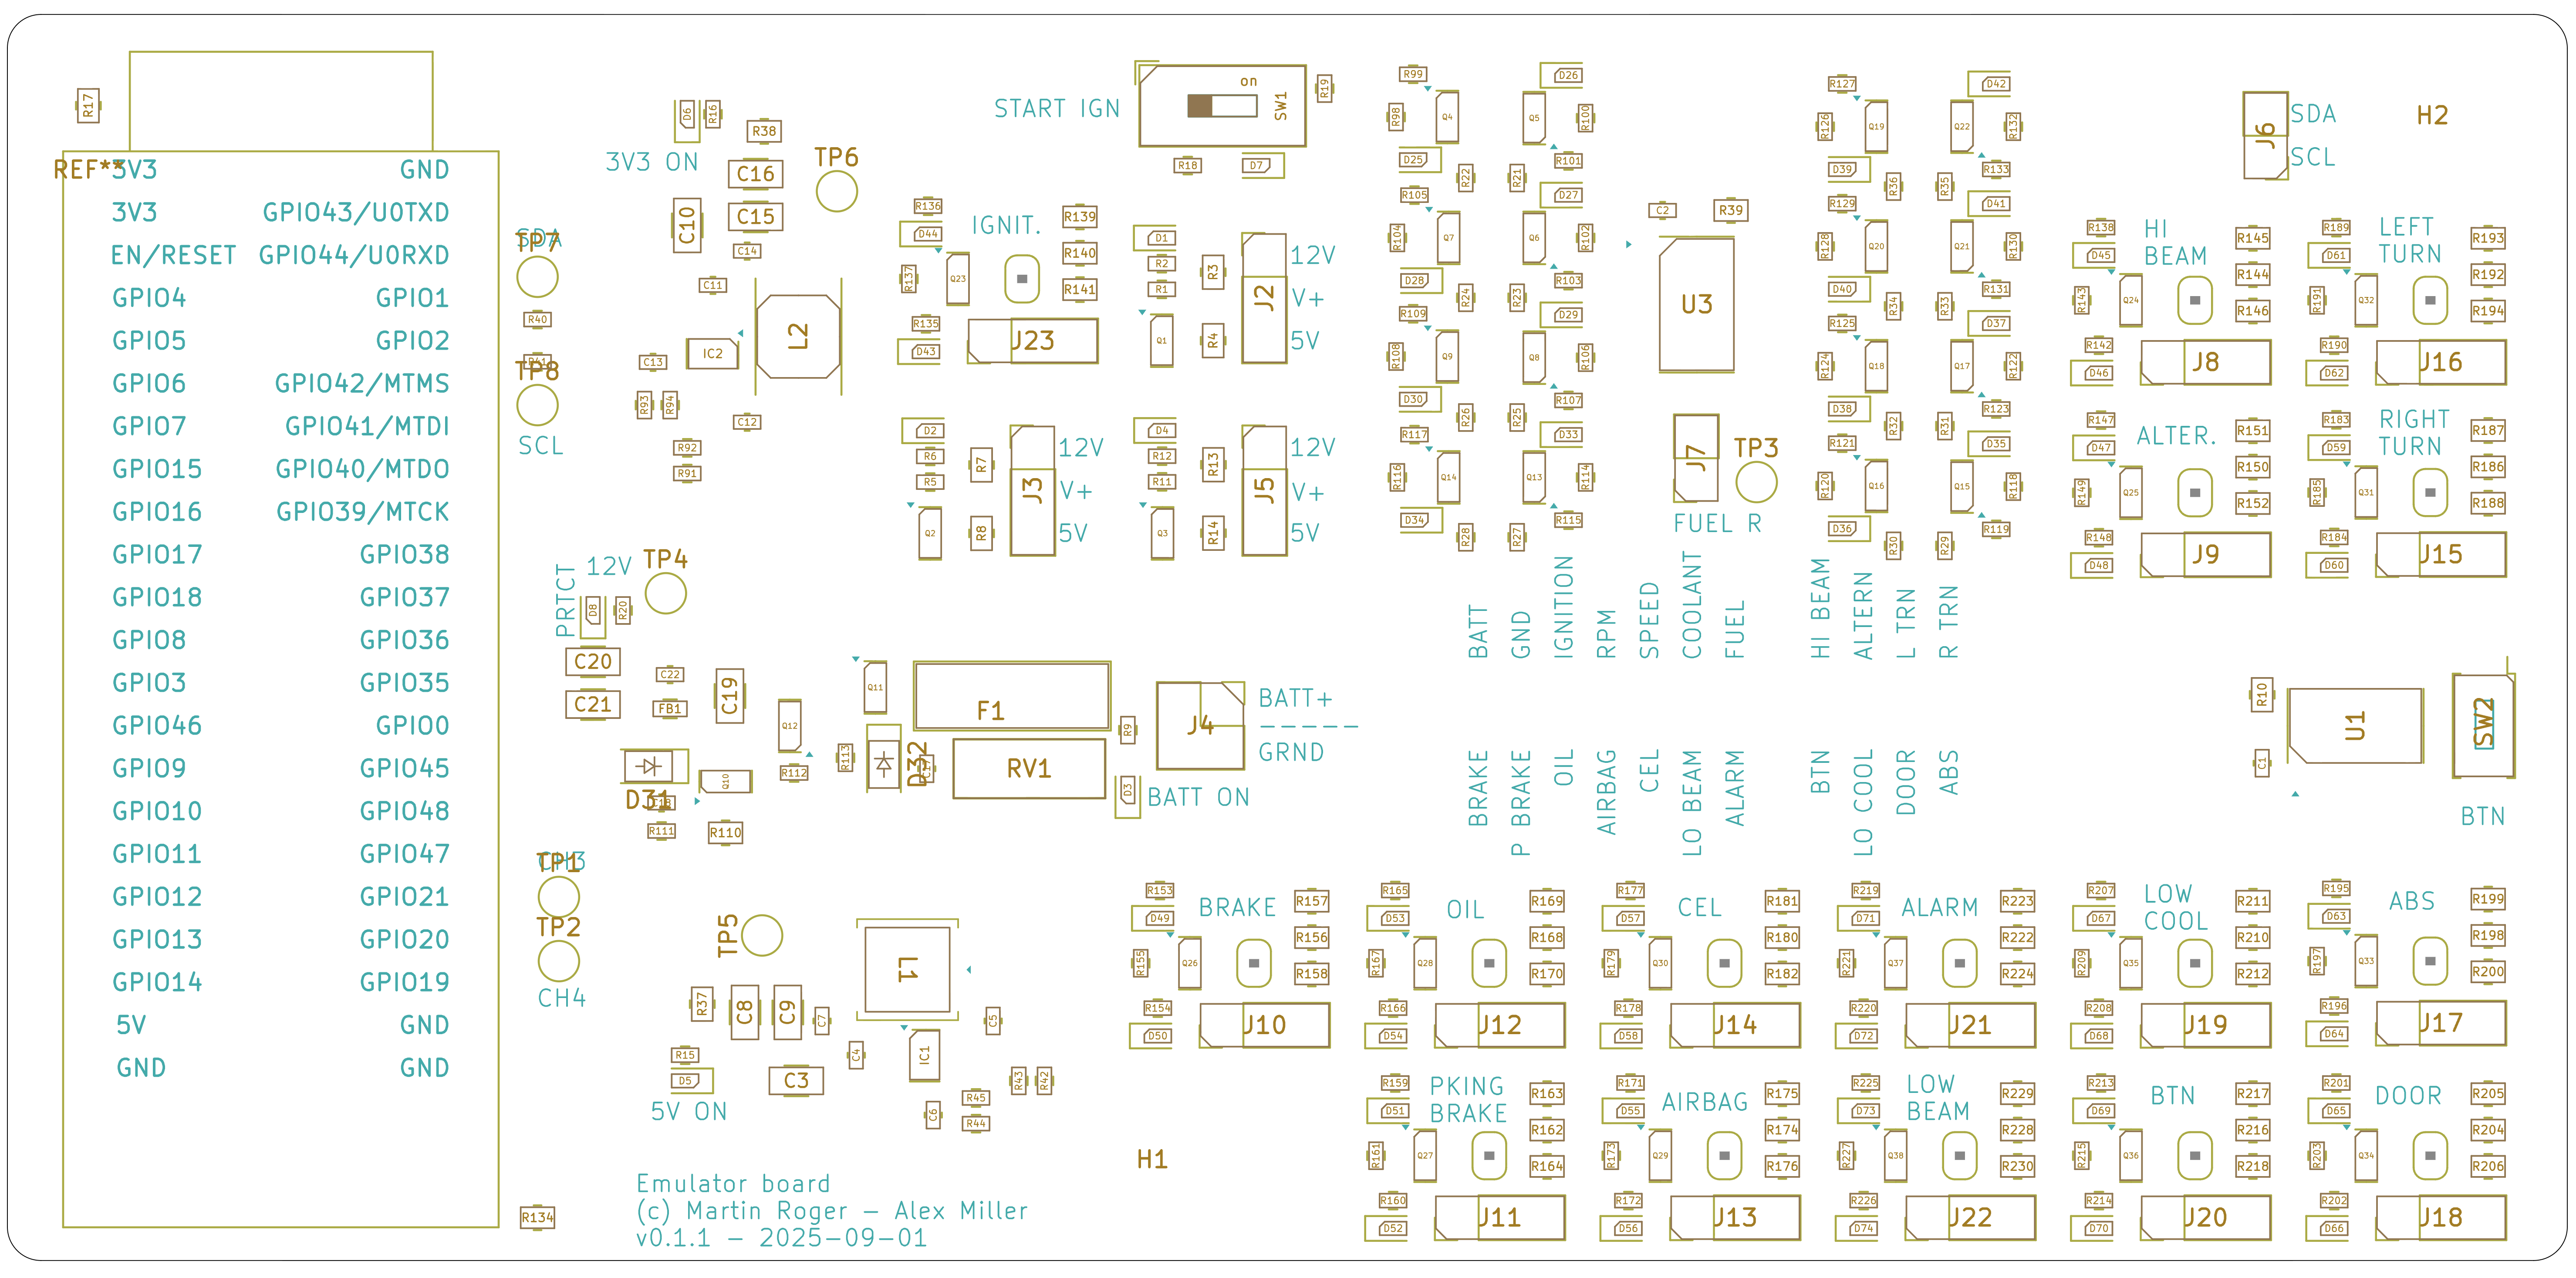 REF**
3V3 GND
3V3 GPIO43/U0TXD
EN/RESET GPIO44/U0RXD
GPIO4 GPIO1
GPIO5 GPIO2
GPIO6 GPIO42/MTMS
GPIO7 GPIO41/MTDI
GPIO15 GPIO40/MTDO
GPIO16 GPIO39/MTCK
GPIO17 GPIO38
GPIO18 GPIO37
GPIO8 GPIO36
GPIO3 GPIO35
GPIO46 GPIO0
GPIO9 GPIO45
GPIO10 GPIO48
GPIO11 GPIO47
GPIO12 GPIO21
GPIO13 GPIO20
GPIO14 GPIO19
5V GND
GND GND
R17
R134
SDA
TP7
R40
R41
TP8
SCL
D6 R16 R38
3V3 ON
C16
C15
C10
C14
C11
TP6
L2
IC2
C13
R93 R94
C12
R92
R91
12V
TP4
PRTCT
D8 R20
C20
C21
C22
FB1
C19
Q12
Q11
D31
C18
R111
Q10
R110
R112
R113
D32
C17
F1
RV1
R9
D3
J4
BATT+
-----
GRND
BATT ON
CH3
TP1
TP2
CH4
TP5
L1
R37 C8 C9 C7
R15
D5
5V ON
C3
C4
IC1
C5
C6
R43 R42
R45
R44
Emulator board
(c) Martin Roger - Alex Miller
v0.1.1 - 2025-09-01
H1
START IGN
on
SW1
R19
R18 D7
R136
D44
IGNIT.
R137 Q23
R139
R140
R141
R135
D43
J23
D1
R2
R1
Q1
R3
R4
J2
12V
V+
5V
D2
R6
R5
Q2
R7
R8
J3
12V
V+
5V
D4
R12
R11
Q3
R13
R14
J5
12V
V+
5V
R99 D26
R98 Q4 Q5 R100
D25 R101
R22 R21
R105 D27
R104 Q7 Q6 R102
D28 R103
R24 R23
R109 D29
R108 Q9 Q8 R106
D30 R107
R26 R25
R117 D33
R116 Q14 Q13 R114
D34 R115
R28 R27
C2 R39
U3
J7
TP3
FUEL R
R127 D42
R126 Q19 Q22 R132
D39 R133
R36 R35
R129 D41
R128 Q20 Q21 R130
D40 R131
R34 R33
R125 D37
R124 Q18 Q17 R122
D38 R123
R32 R31
R121 D35
R120 Q16 Q15 R118
D36 R119
R30 R29
BATT
GND
IGNITION
RPM
SPEED
COOLANT
FUEL
HI BEAM
ALTERN
L TRN
R TRN
BRAKE
P BRAKE
OIL
AIRBAG
CEL
LO BEAM
ALARM
BTN
LO COOL
DOOR
ABS
J6
SDA
SCL
H2
R138
D45
HI
BEAM
R143 Q24
R145
R144
R146
R142
D46
J8
R189
D61
LEFT
TURN
R191 Q32
R193
R192
R194
R190
D62
J16
R147
D47
ALTER.
R149 Q25
R151
R150
R152
R148
D48
J9
R183
D59
RIGHT
TURN
R185 Q31
R187
R186
R188
R184
D60
J15
R10
C1
U1
SW2
BTN
R153
D49
BRAKE
R155 Q26
R157
R156
R158
R154
D50
J10
R165
D53
OIL
R167 Q28
R169
R168
R170
R166
D54
J12
R177
D57
CEL
R179 Q30
R181
R180
R182
R178
D58
J14
R219
D71
ALARM
R221 Q37
R223
R222
R224
R220
D72
J21
R207
D67
LOW
COOL
R209 Q35
R211
R210
R212
R208
D68
J19
R195
D63
ABS
R197 Q33
R199
R198
R200
R196
D64
J17
R159
D51
PKING
BRAKE
R161 Q27
R163
R162
R164
R160
D52
J11
R171
D55
AIRBAG
R173 Q29
R175
R174
R176
R172
D56
J13
R225
D73
LOW
BEAM
R227 Q38
R229
R228
R230
R226
D74
J22
R213
D69
BTN
R215 Q36
R217
R216
R218
R214
D70
J20
R201
D65
DOOR
R203 Q34
R205
R204
R206
R202
D66
J18